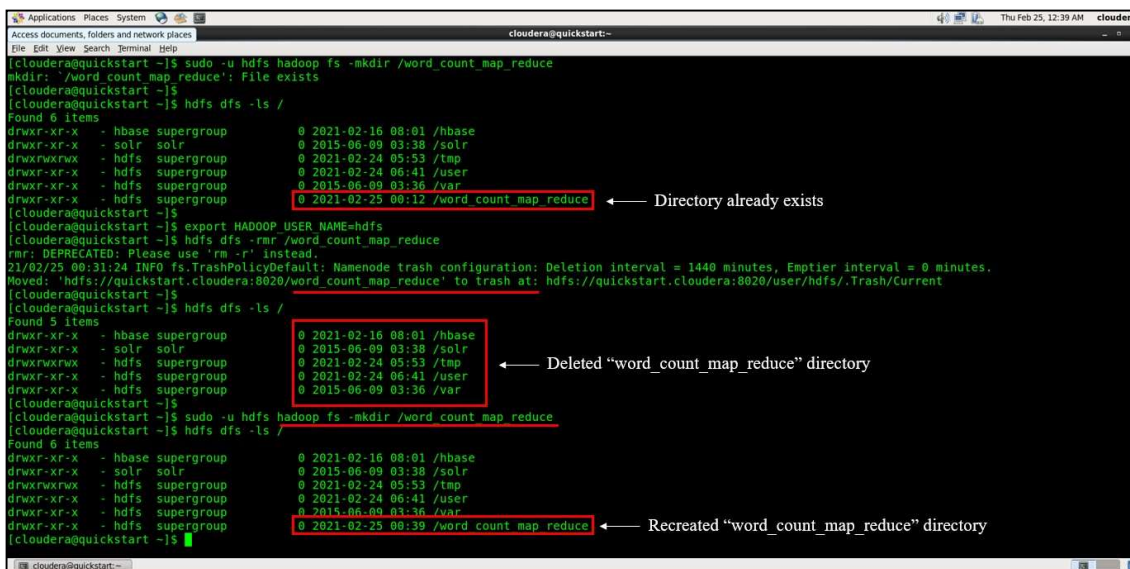 Applications Places System Thu Feb 25, 12:39 AM clouder
Access documents, folders and network places cloudera@quickstart:~
File Edit View Search Terminal Help
[cloudera@quickstart ~]$ sudo -u hdfs hadoop fs -mkdir /word_count_map_reduce
mkdir: `/word_count_map_reduce': File exists
[cloudera@quickstart ~]$
[cloudera@quickstart ~]$ hdfs dfs -ls /
Found 6 items
drwxr-xr-x - hbase supergroup 0 2021-02-16 08:01 /hbase
drwxr-xr-x - solr solr 0 2015-06-09 03:38 /solr
drwxrwxrwx - hdfs supergroup 0 2021-02-24 05:53 /tmp
drwxr-xr-x - hdfs supergroup 0 2021-02-24 06:41 /user
drwxr-xr-x - hdfs supergroup 0 2015-06-09 03:36 /var
drwxr-xr-x - hdfs supergroup 0 2021-02-25 00:12 /word_count_map_reduce Directory already exists
[cloudera@quickstart ~]$
[cloudera@quickstart ~]$ export HADOOP_USER_NAME=hdfs
[cloudera@quickstart ~]$ hdfs dfs -rmr /word_count_map_reduce
rmr: DEPRECATED: Please use 'rm -r' instead.
21/02/25 00:31:24 INFO fs.TrashPolicyDefault: Namenode trash configuration: Deletion interval = 1440 minutes, Emptier interval = 0 minutes.
Moved: 'hdfs://quickstart.cloudera:8020/word_count_map_reduce' to trash at: hdfs://quickstart.cloudera:8020/user/hdfs/.Trash/Current
[cloudera@quickstart ~]$
[cloudera@quickstart ~]$ hdfs dfs -ls /
Found 5 items
drwxr-xr-x - hbase supergroup 0 2021-02-16 08:01 /hbase
drwxr-xr-x - solr solr 0 2015-06-09 03:38 /solr
drwxrwxrwx - hdfs supergroup 0 2021-02-24 05:53 /tmp Deleted “word_count_map_reduce” directory
drwxr-xr-x - hdfs supergroup 0 2021-02-24 06:41 /user
drwxr-xr-x - hdfs supergroup 0 2015-06-09 03:36 /var
[cloudera@quickstart ~]$
[cloudera@quickstart ~]$ sudo -u hdfs hadoop fs -mkdir /word_count_map_reduce
[cloudera@quickstart ~]$ hdfs dfs -ls /
Found 6 items
drwxr-xr-x - hbase supergroup 0 2021-02-16 08:01 /hbase
drwxr-xr-x - solr solr 0 2015-06-09 03:38 /solr
drwxrwxrwx - hdfs supergroup 0 2021-02-24 05:53 /tmp
drwxr-xr-x - hdfs supergroup 0 2021-02-24 06:41 /user
drwxr-xr-x - hdfs supergroup 0 2015-06-09 03:36 /var
drwxr-xr-x - hdfs supergroup 0 2021-02-25 00:39 /word_count_map_reduce Recreated “word_count_map_reduce” directory
[cloudera@quickstart ~]$
cloudera@quickstart:~